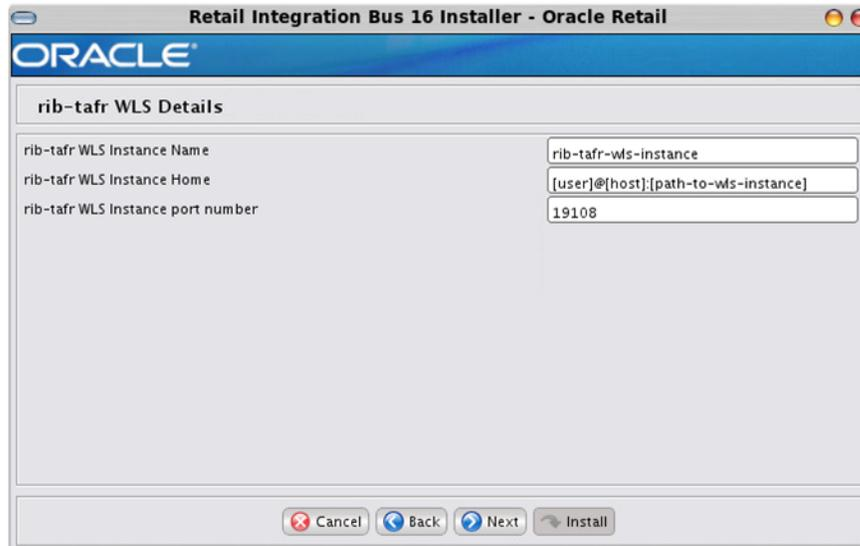 Retail Integration Bus 16 Installer - Oracle Retail
ORACLE®
rib-tafr WLS Details
rib-tafr WLS Instance Name
rib-tafr-wls-instance
rib-tafr WLS Instance Home
[user]@[host]:[path-to-wls-instance]
rib-tafr WLS Instance port number
19108
Cancel Back Next Install